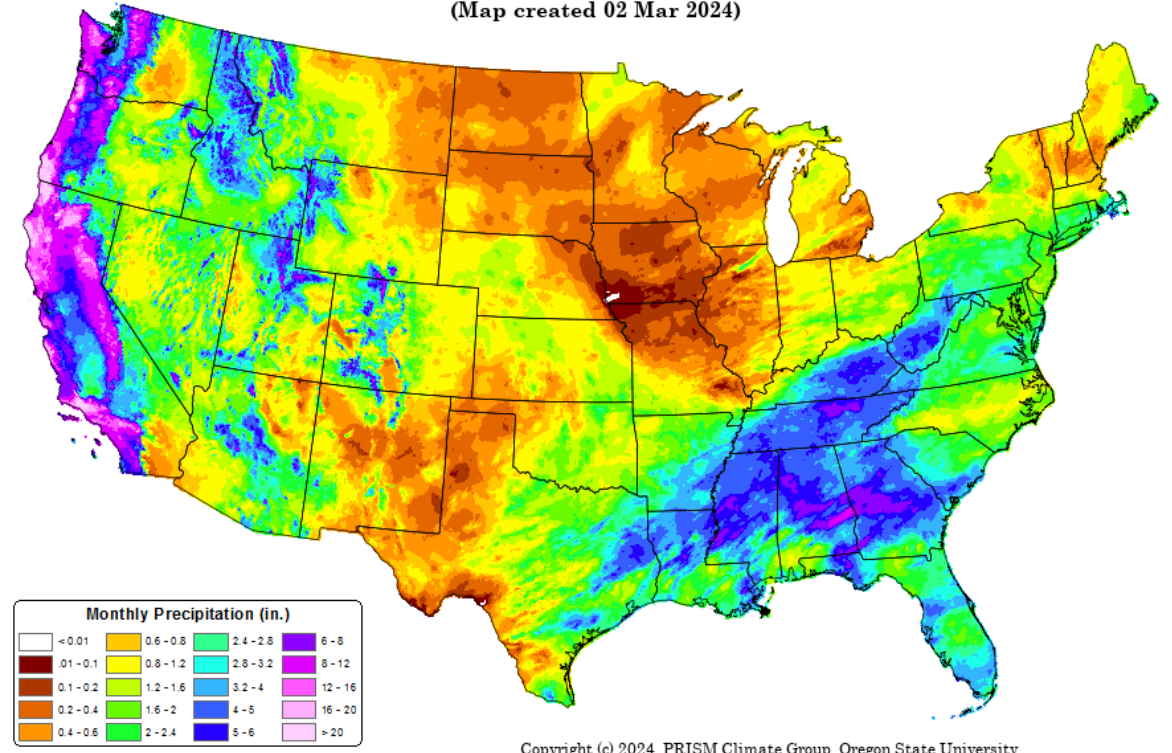 (Map created 02 Mar 2024)
Monthly Precipitation (in.)
< 0.01
.01 - 0.1
0.1 - 0.2
0.2 - 0.4
0.4 - 0.6
0.6 - 0.8
0.8 - 1.2
1.2 - 1.6
1.6 - 2
2 - 2.4
2.4 - 2.8
2.8 - 3.2
3.2 - 4
4 - 5
5 - 6
6 - 8
8 - 12
12 - 16
16 - 20
> 20
Copyright (c) 2024, PRISM Climate Group, Oregon State University